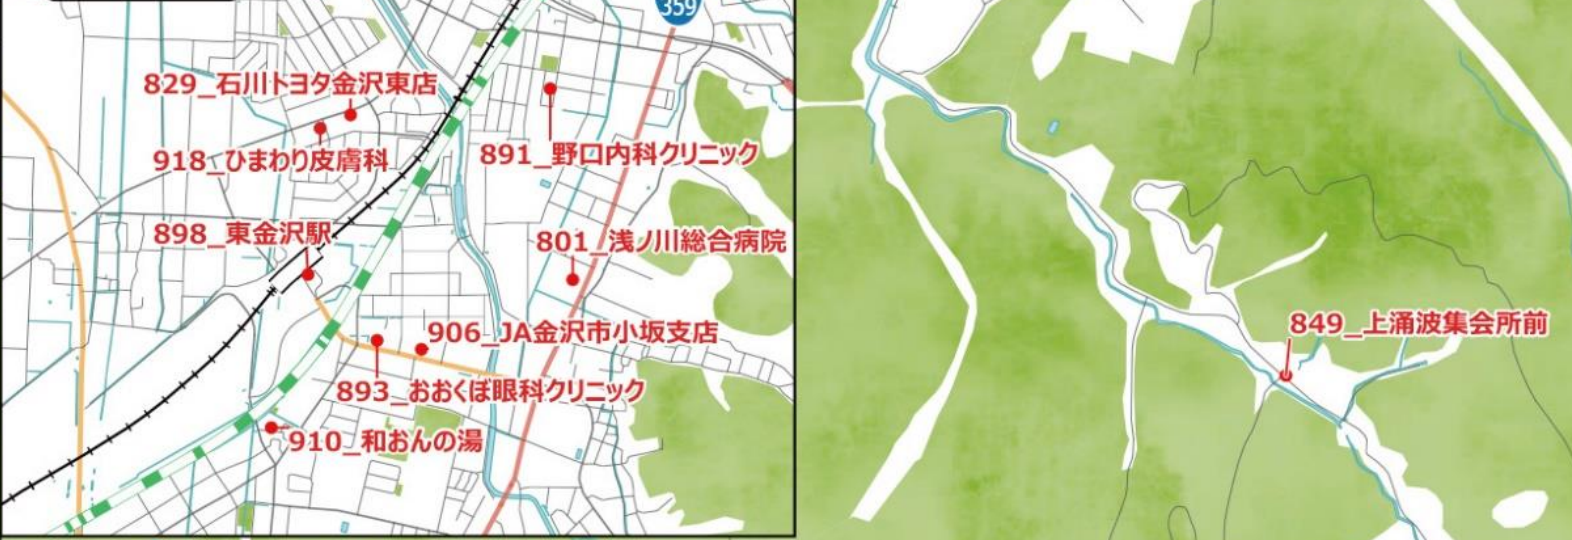 359
829_石川トヨタ金沢東店
918_ひまわり皮膚科
891_野口内科クリニック
898_東金沢駅
801_浅ノ川総合病院
849_上涌波集会所前
906_JA金沢市小坂支店
893_おおくぼ眼科クリニック
910_和おんの湯